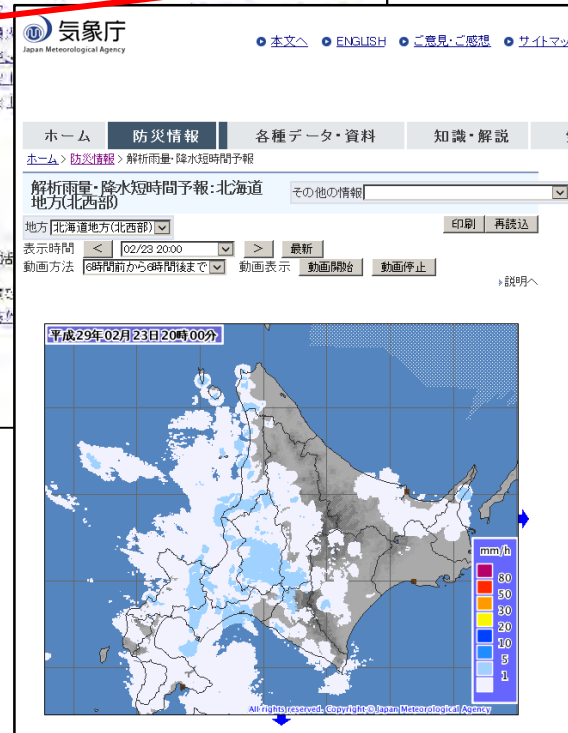 気象庁
Japan Meteorological Agency
本文へ ENGLISH ご意見・ご感想 サイトマッ
ホーム 防災情報 各種データ・資料 知識・解説
ホーム > 防災情報 > 解析雨量・降水短時間予報
解析雨量・降水短時間予報:北海道
地方(北西部)
その他の情報
地方 北海道地方(北西部)
印刷 再読込
表示時間 < 02/23 20:00 > 最新
動画方法 6時間前から6時間後まで 動画表示 動画開始 動画停止
説明へ
平成29年02月23日20時00分
mm/h
80
50
30
20
10
5
1
All rights reserved. Copyright © Japan Meteorological Agency